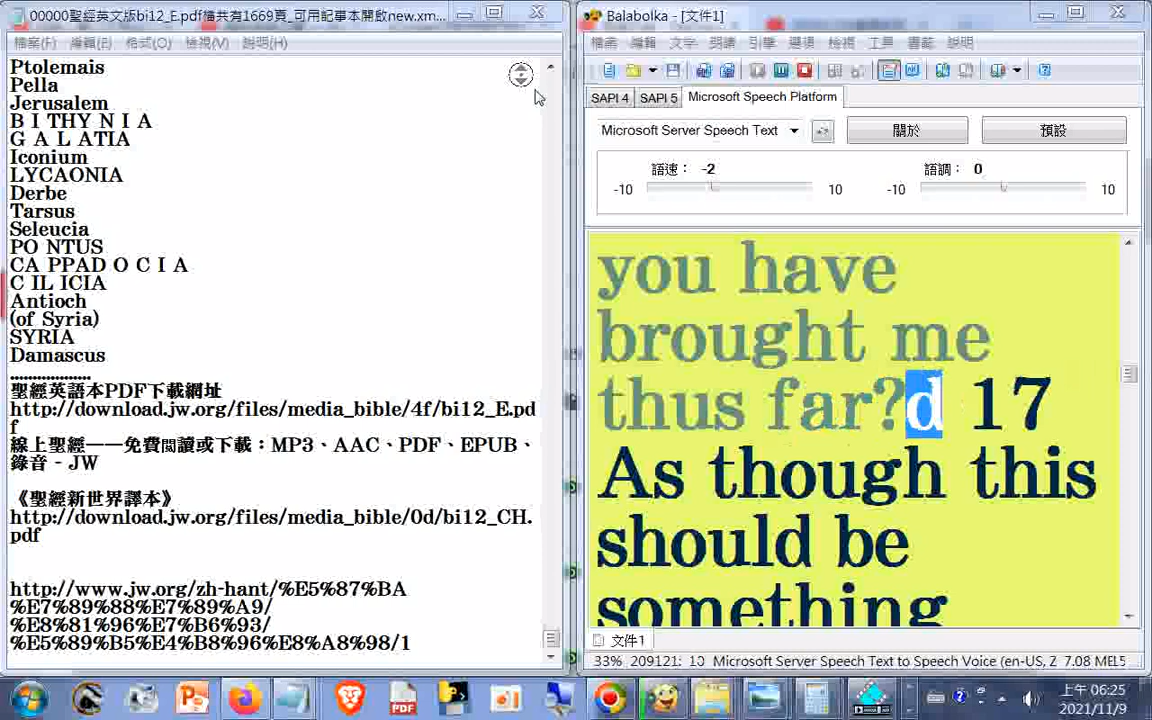 00000聖經英文版bi12_E.pdf檔共有1669頁_可用記事本開啟new.xm...
檔案(F) 編輯(E) 格式(O) 檢視(V) 說明(H)
Ptolemais
Pella
Jerusalem
B I THY N I A
G A L ATIA
Iconium
LYCAONIA
Derbe
Tarsus
Seleucia
PO NTUS
CA PPAD O C I A
C IL ICIA
Antioch
(of Syria)
SYRIA
Damascus
..................
聖經英語本PDF下載網址
http://download.jw.org/files/media_bible/4f/bi12_E.pd
f
線上聖經——免費閱讀或下載：MP3、AAC、PDF、EPUB、
錄音 - JW
《聖經新世界譯本》
http://download.jw.org/files/media_bible/0d/bi12_CH.
pdf
http://www.jw.org/zh-hant/%E5%87%BA
%E7%89%88%E7%89%A9/
%E8%81%96%E7%B6%93/
%E5%89%B5%E4%B8%96%E8%A8%98/1
Balabolka - [文件1]
檔案 編輯 文字 朗讀 引擎 選項 檢視 工具 書籤 說明
SAPI 4 SAPI 5 Microsoft Speech Platform
Microsoft Server Speech Text 關於 預設
語速： -2 語調： 0
-10 10 -10 10
you have
brought me
thus far?d 17
As though this
should be
something
文件1
33% 209121: 10 Microsoft Server Speech Text to Speech Voice (en-US, Z 7.08 MEL5
上午 06:25
2021/11/9